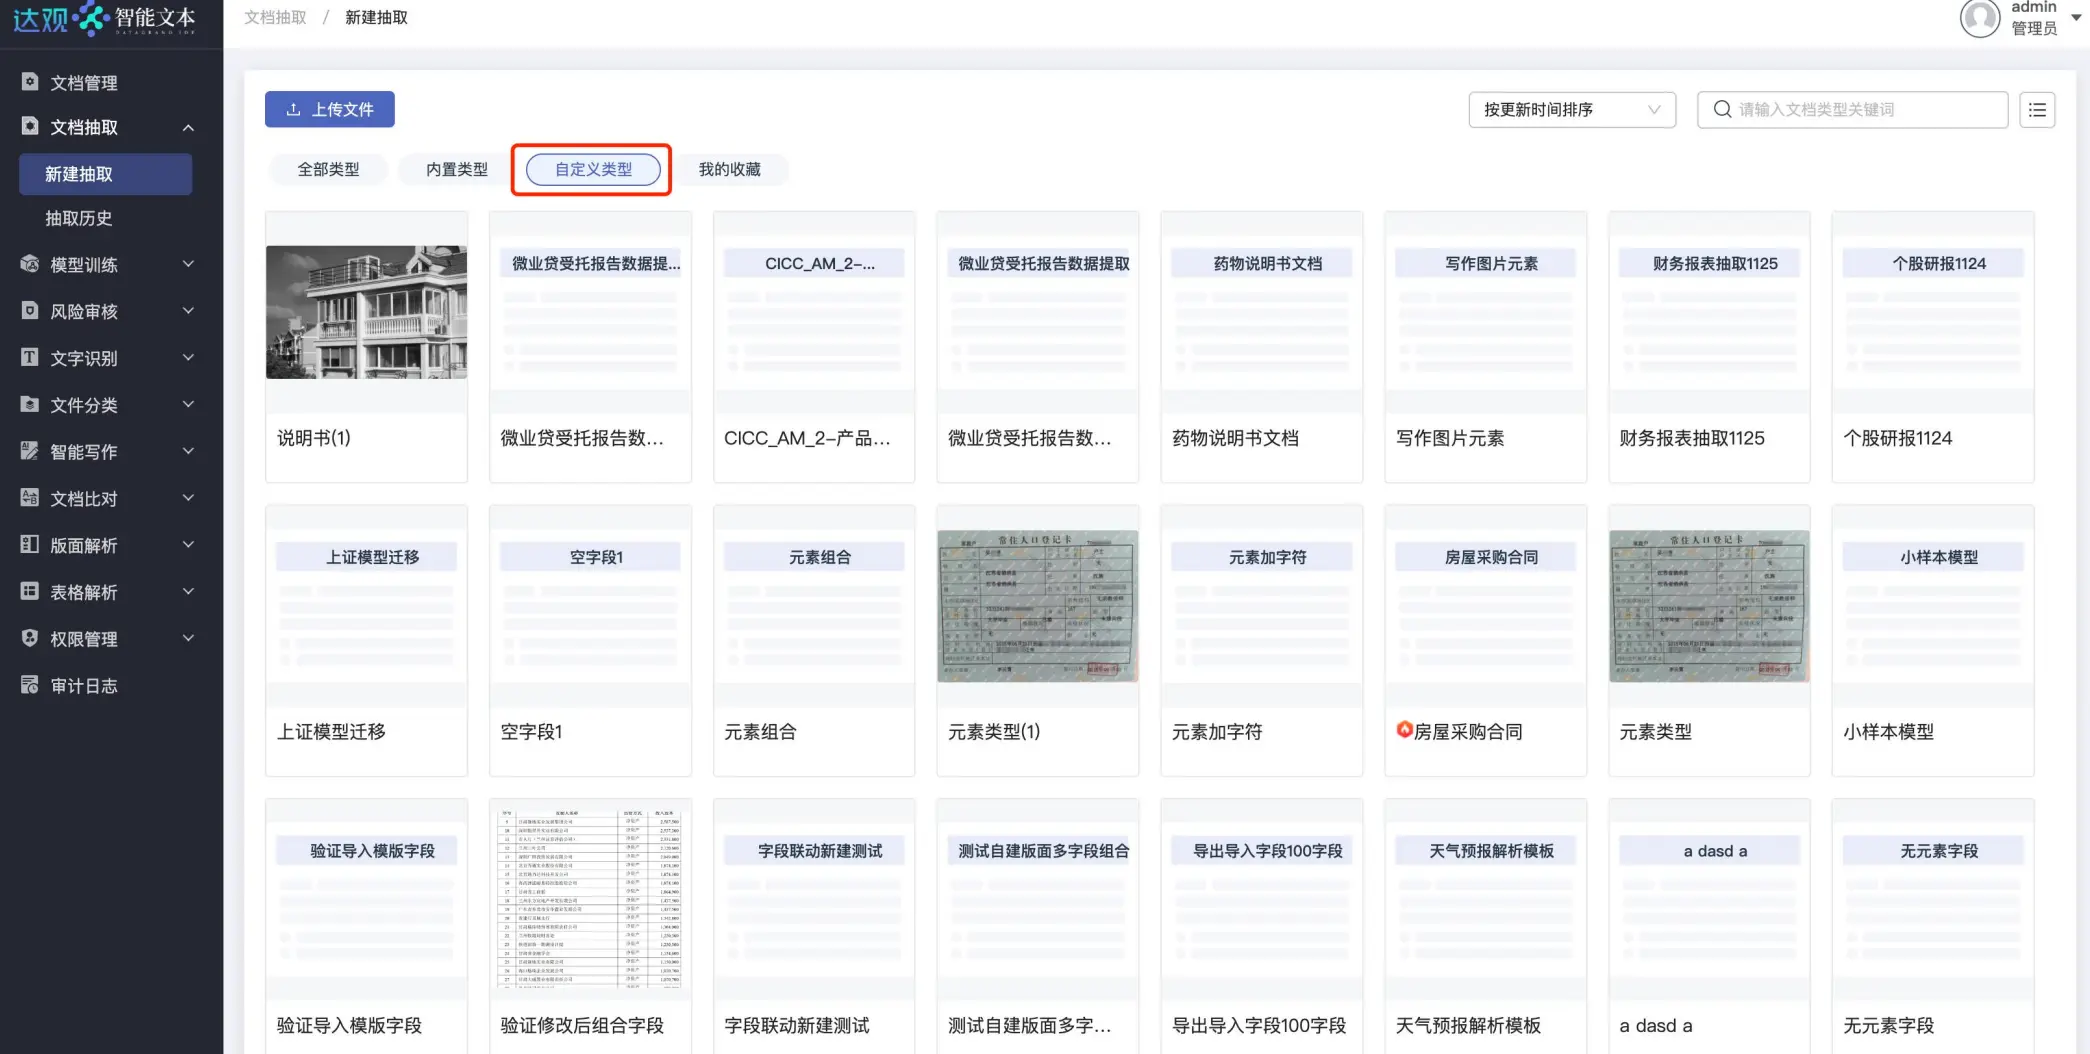 达观 智能文本
DATAGRAND IDP
文档抽取 / 新建抽取
admin
管理员
文档管理
文档抽取
新建抽取
抽取历史
模型训练
风险审核
文字识别
文件分类
智能写作
文档比对
版面解析
表格解析
权限管理
审计日志
上传文件
按更新时间排序
请输入文档类型关键词
全部类型 内置类型 自定义类型 我的收藏
微业贷受托报告数据提...
CICC_AM_2-...
微业贷受托报告数据提取
药物说明书文档
写作图片元素
财务报表抽取1125
个股研报1124
说明书(1)
微业贷受托报告数...
CICC_AM_2-产品...
微业贷受托报告数...
药物说明书文档
写作图片元素
财务报表抽取1125
个股研报1124
上证模型迁移
空字段1
元素组合
常住人口登记卡
元素加字符
房屋采购合同
常住人口登记卡
小样本模型
上证模型迁移
空字段1
元素组合
元素类型(1)
元素加字符
房屋采购合同
元素类型
小样本模型
验证导入模版字段
字段联动新建测试
测试自建版面多字段组合
导出导入字段100字段
天气预报解析模板
a dasd a
无元素字段
验证导入模版字段
验证修改后组合字段
字段联动新建测试
测试自建版面多字...
导出导入字段100字段
天气预报解析模板
a dasd a
无元素字段